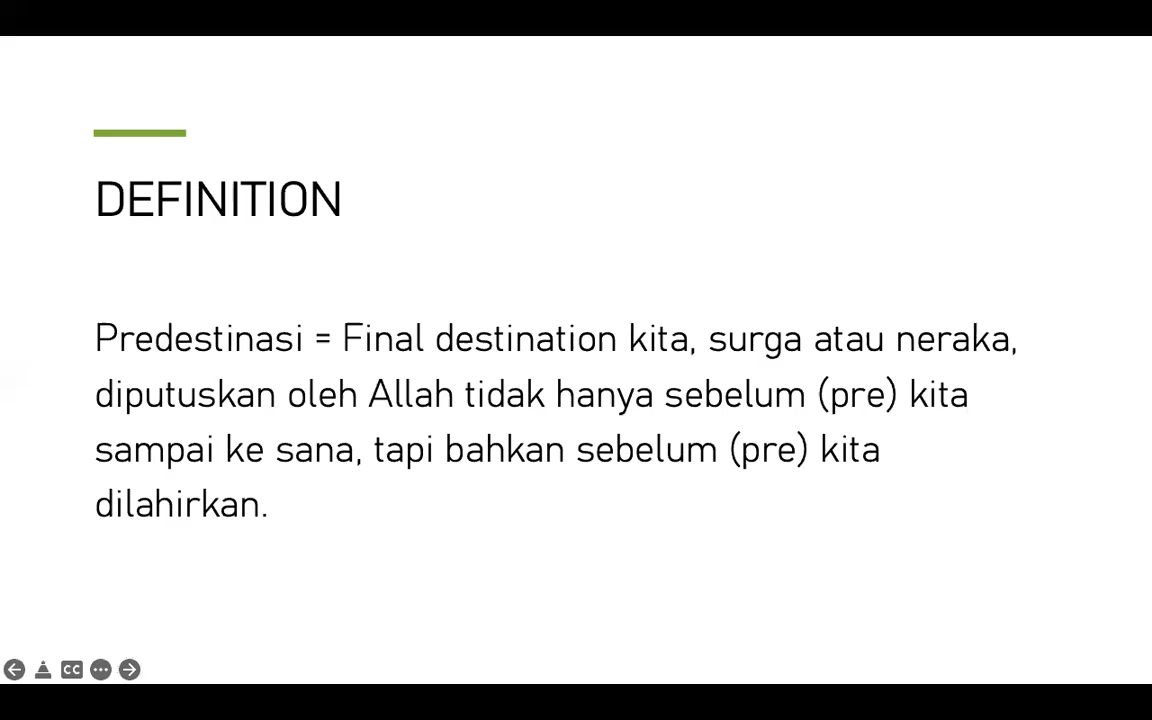 DEFINITION
Predestinasi = Final destination kita, surga atau neraka,
diputuskan oleh Allah tidak hanya sebelum (pre) kita
sampai ke sana, tapi bahkan sebelum (pre) kita
dilahirkan.
CC